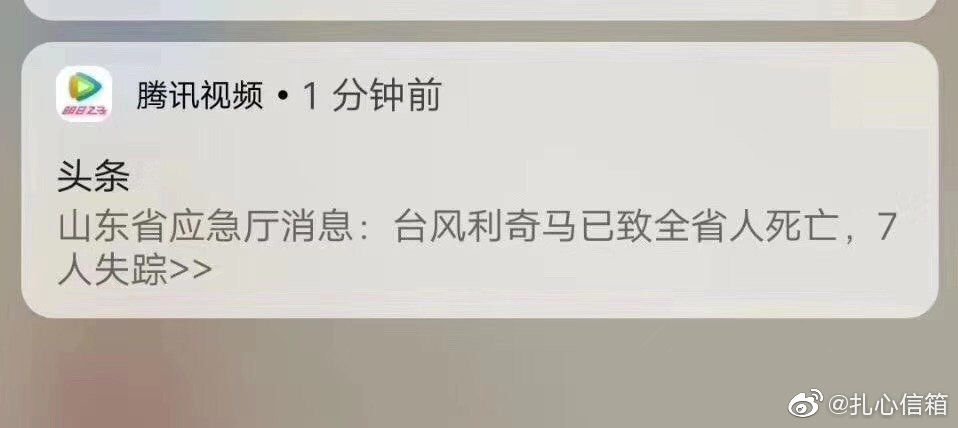 腾讯视频 • 1 分钟前
头条
山东省应急厅消息：台风利奇马已致全省人死亡，7
人失踪>>
@扎心信箱